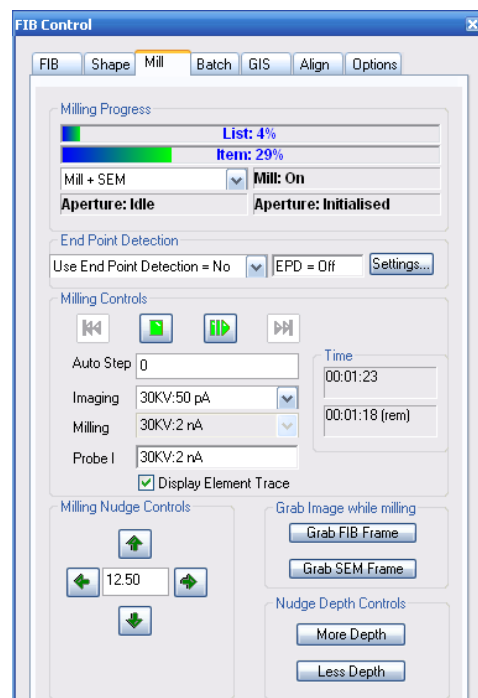 FIB Control
FIB Shape Mill Batch GIS Align Options
Milling Progress
List: 4%
Item: 29%
Mill + SEM Mill: On
Aperture: Idle Aperture: Initialised
End Point Detection
Use End Point Detection = No EPD = Off Settings...
Milling Controls
Auto Step 0
Time
00:01:23
Imaging 30KV:50 pA
00:01:18 (rem)
Milling 30KV:2 nA
Probe I 30KV:2 nA
Display Element Trace
Milling Nudge Controls
Grab Image while milling
Grab FIB Frame
Grab SEM Frame
12.50
Nudge Depth Controls
More Depth
Less Depth